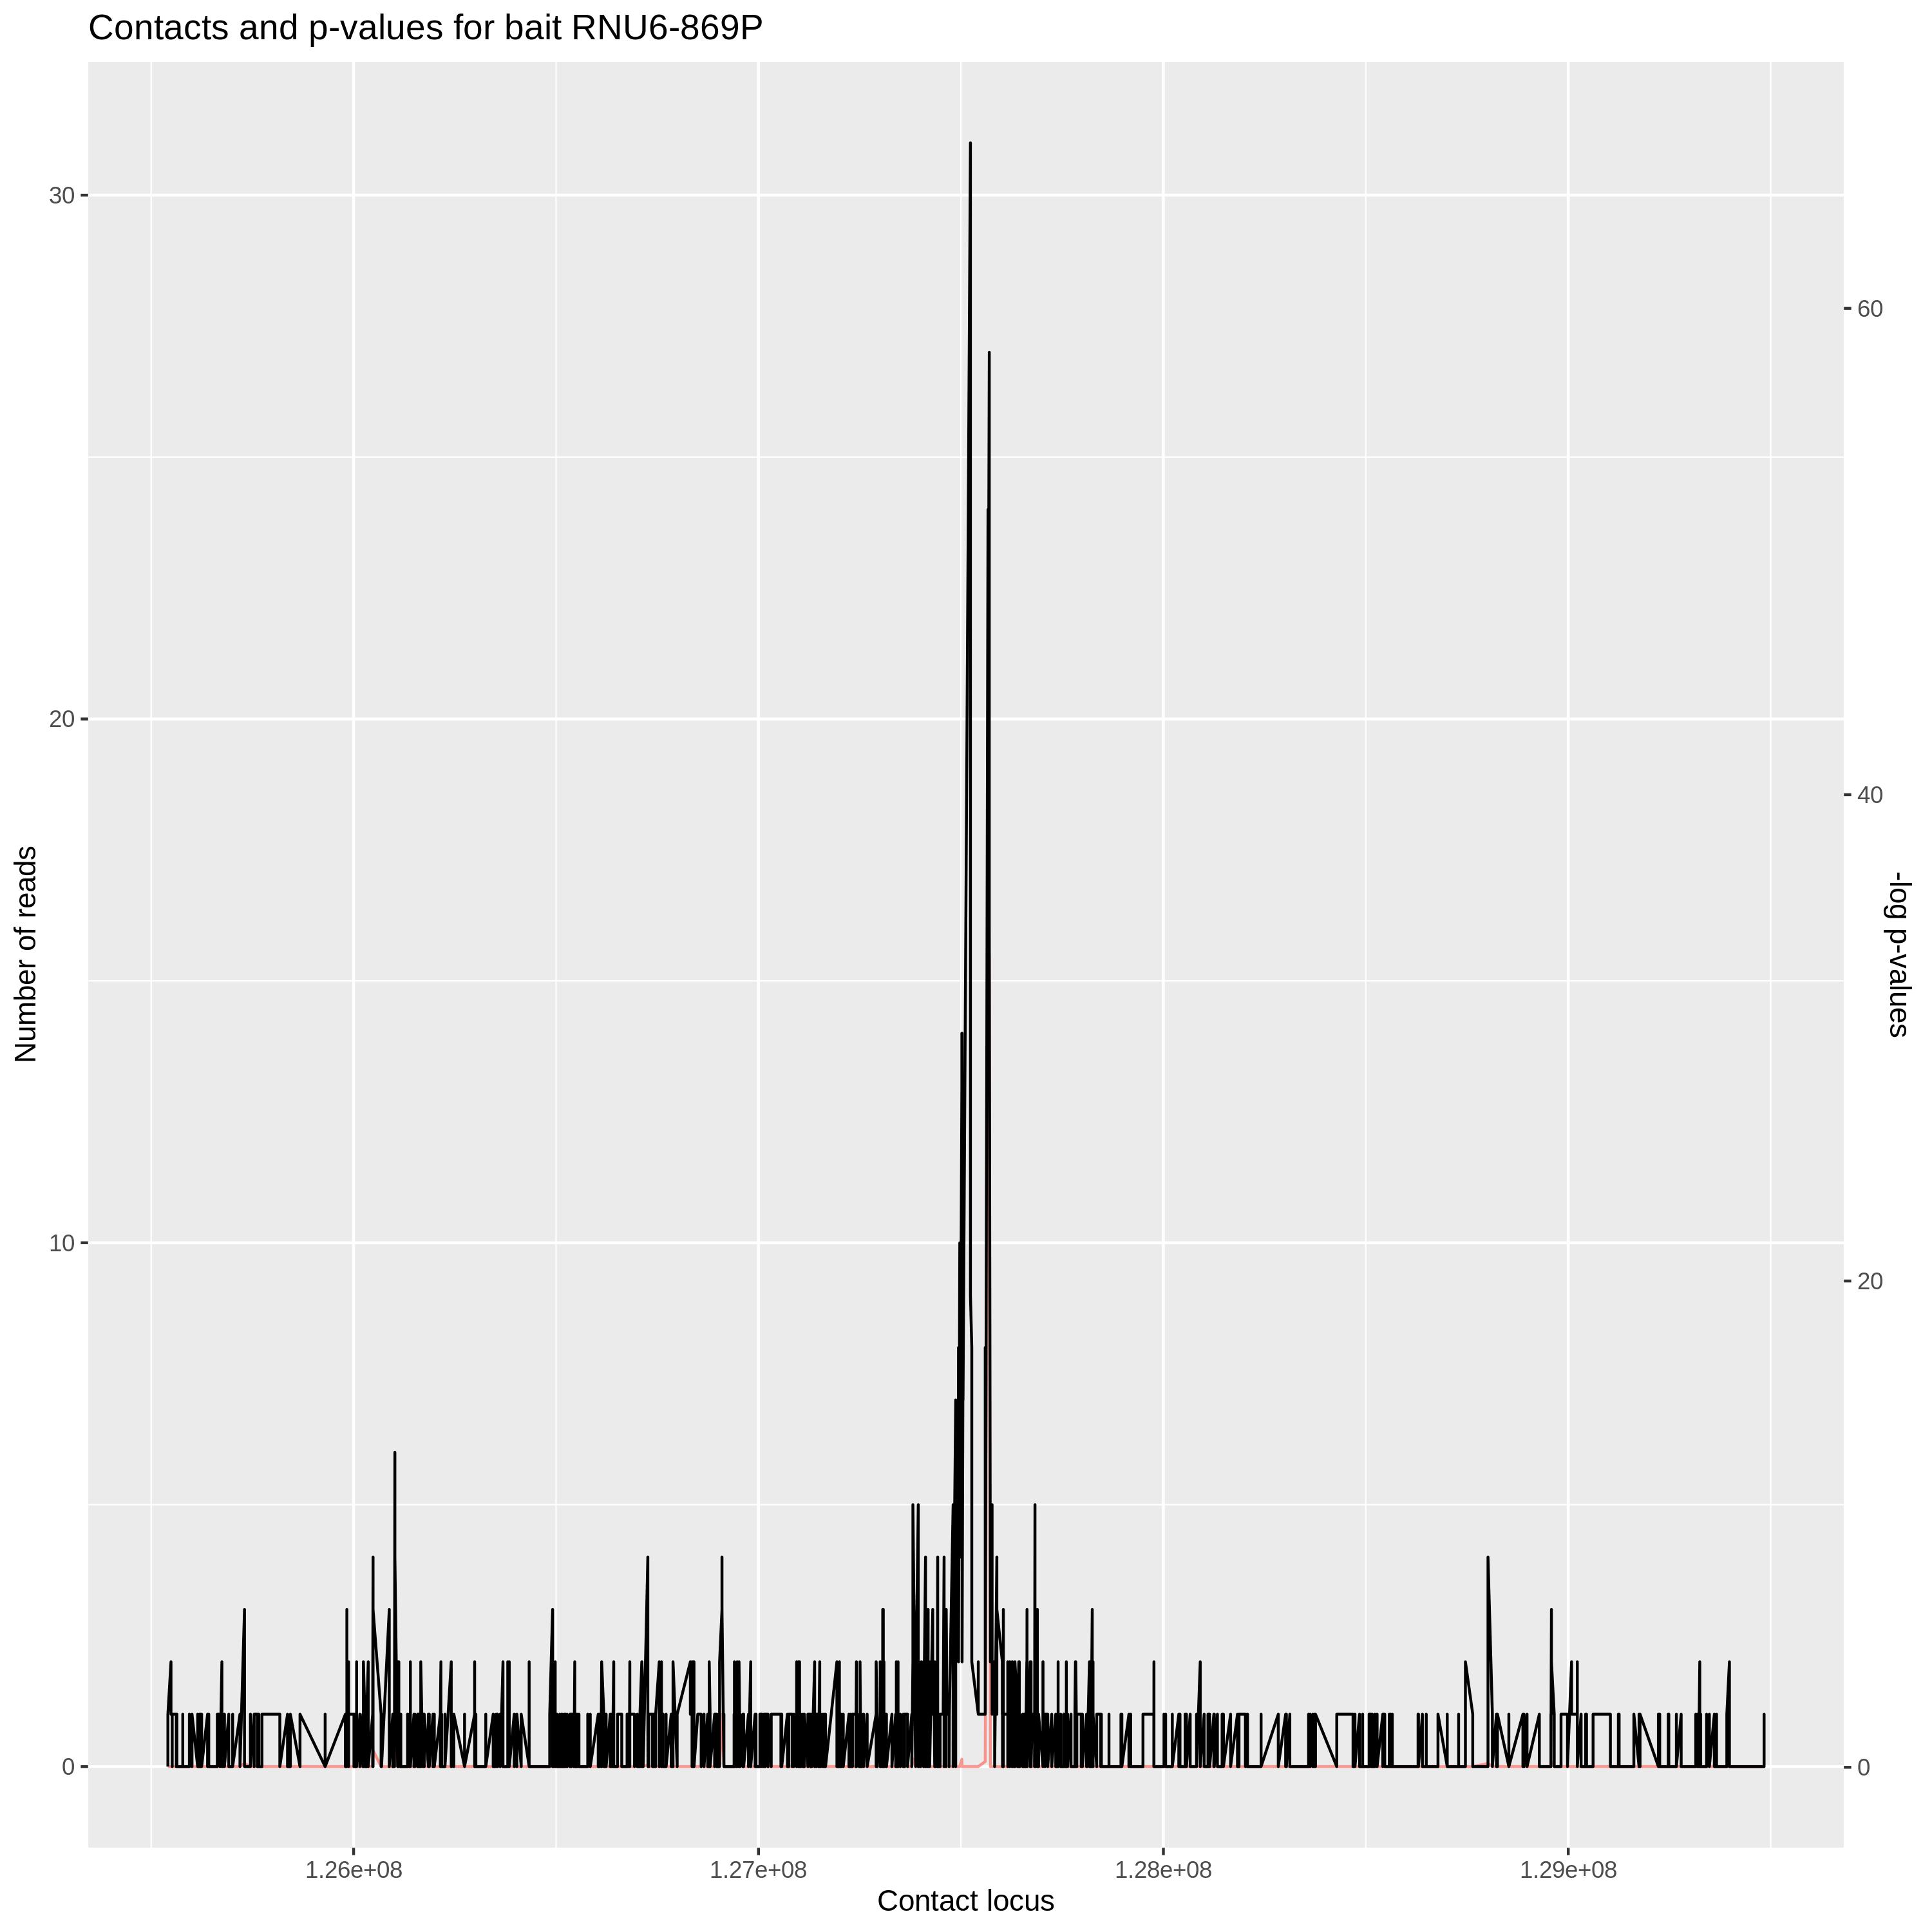 Contacts and p-values for bait RNU6-869P
30
20
10
0
Number of reads
60
40
20
0
-log p-values
1.26e+08 1.27e+08 1.28e+08 1.29e+08
Contact locus